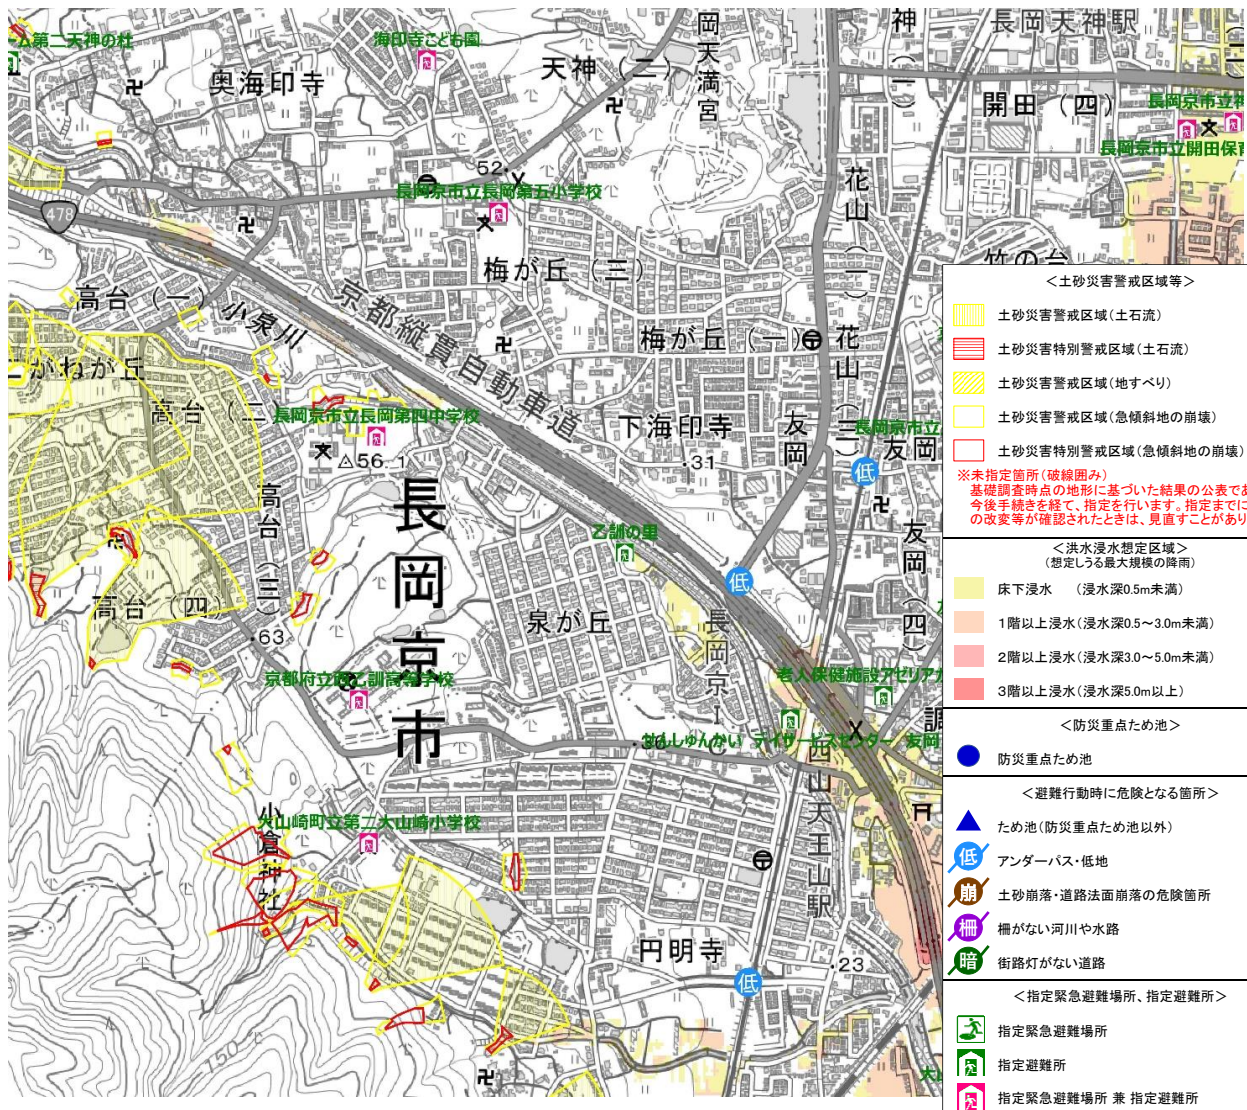 第二天神の杜
海印寺こども園
奥海印寺
天神（二）
岡天満宮
神（二）
長岡天神駅
開田（四）
長岡京市立神
長岡京市立開田保育
52
長岡京市立長岡第五小学校
478
花山（一）
竹の台
梅が丘（三）
高台（一）
小泉川
京都縦貫自動車道
梅が丘（一）
花山（三）
がねが丘
高台（二）
長岡京市立長岡第四中学校
56.1
下海印寺
31
友岡
長岡京市立
友岡
低
長岡京市
高台（三）
乙訓の里
低
友岡（四）
高台（四）
63
泉が丘
長岡京I
京都府立西乙訓高等学校
老人保健施設アゼリアガ
調
36
せんしゅんかい デイサービスセンター 友岡
西山天王山駅
小倉神社
大山崎町立第二大山崎小学校
円明寺
23
低
150
大山
＜土砂災害警戒区域等＞
土砂災害警戒区域（土石流）
土砂災害特別警戒区域（土石流）
土砂災害警戒区域（地すべり）
土砂災害警戒区域（急傾斜地の崩壊）
土砂災害特別警戒区域（急傾斜地の崩壊）
※未指定箇所（破線囲み）
基礎調査時点の地形に基づいた結果の公表であ
今後手続きを経て、指定を行います。指定までに
の改変等が確認されたときは、見直すことがあり
＜洪水浸水想定区域＞
（想定しうる最大規模の降雨）
床下浸水　（浸水深0.5m未満）
1階以上浸水（浸水深0.5～3.0m未満）
2階以上浸水（浸水深3.0～5.0m未満）
3階以上浸水（浸水深5.0m以上）
＜防災重点ため池＞
防災重点ため池
＜避難行動時に危険となる箇所＞
ため池（防災重点ため池以外）
低 アンダーパス・低地
崩 土砂崩落・道路法面崩落の危険箇所
柵 柵がない河川や水路
暗 街路灯がない道路
＜指定緊急避難場所、指定避難所＞
指定緊急避難場所
指定避難所
指定緊急避難場所 兼 指定避難所